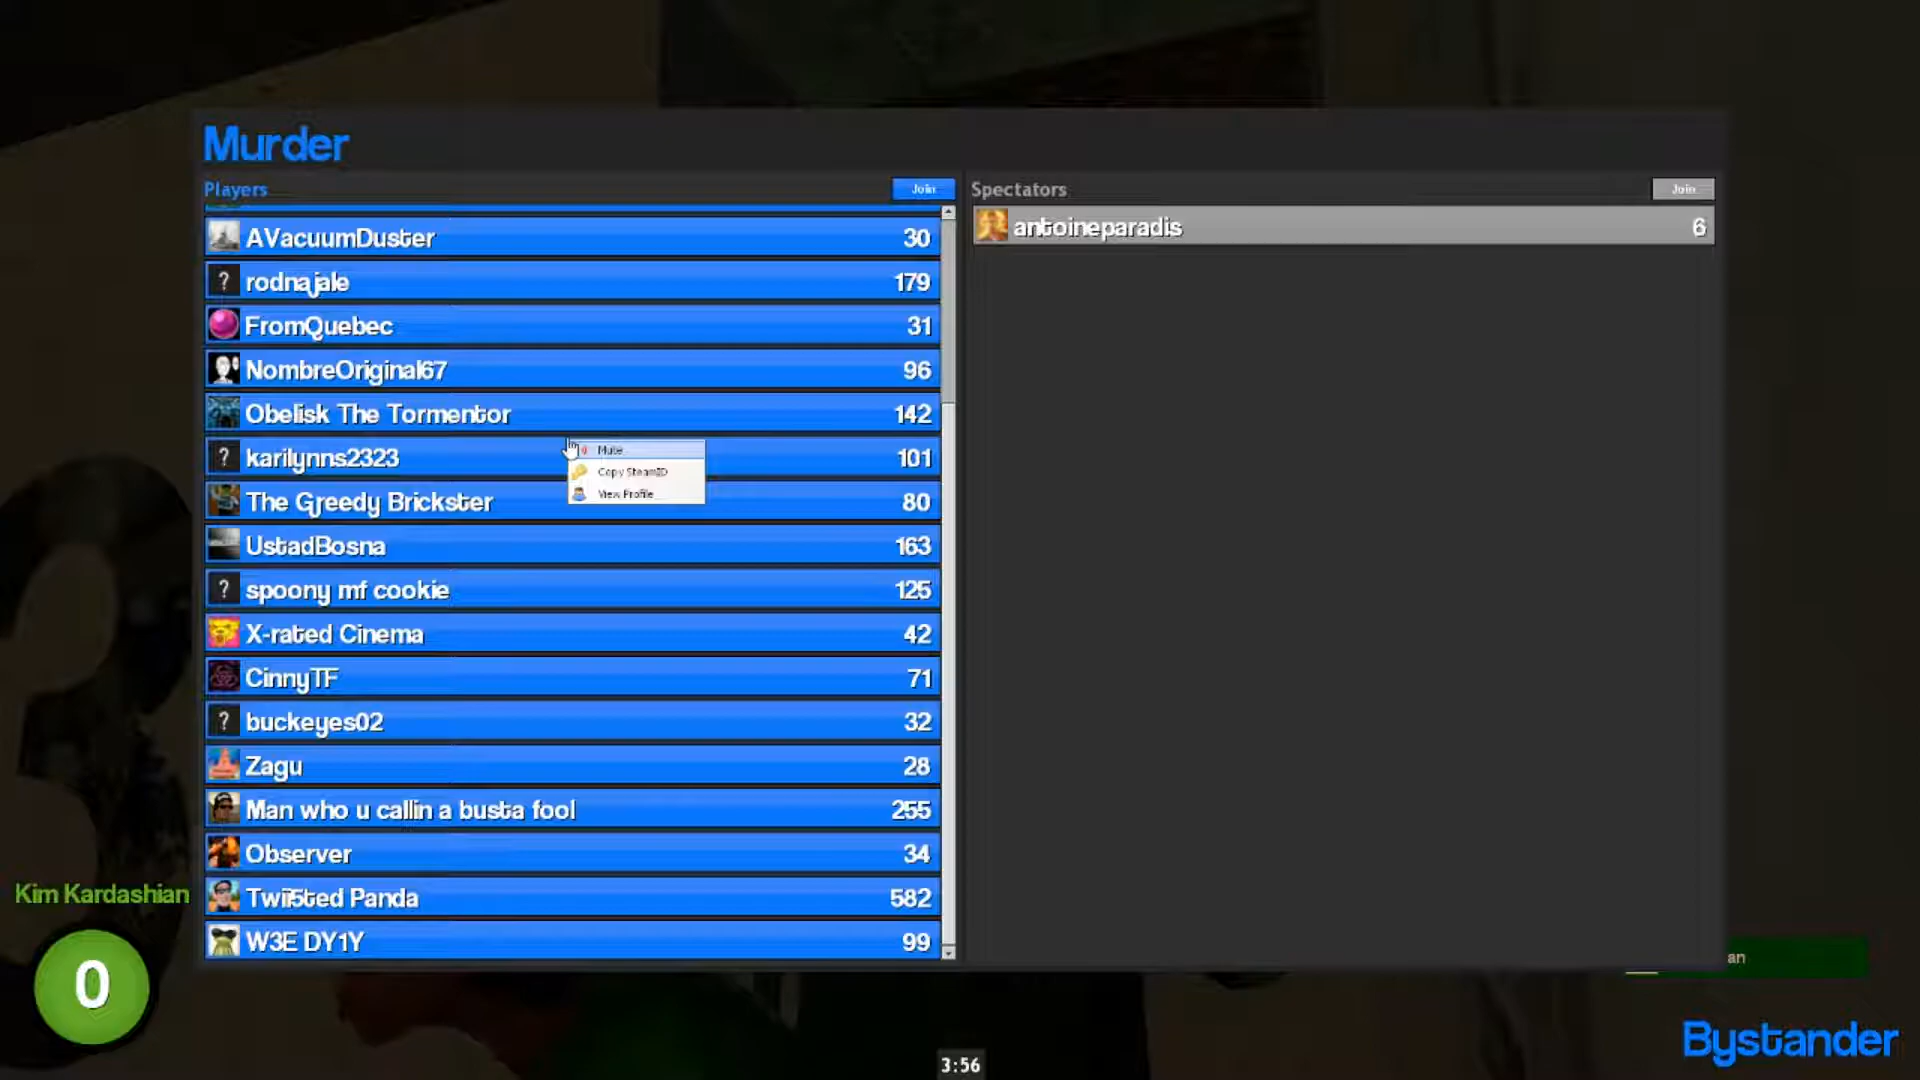 Murder
Players
Join
Spectators
Join
AVacuumDuster 30
antoineparadis 6
? rodnajale 179
FromQuebec 31
NombreOriginal67 96
Obelisk The Tormentor 142
? karilynns2323 101
Mute
Copy SteamID
View Profile
The Greedy Brickster 80
UstadBosna 163
? spoony mf cookie 125
X-rated Cinema 42
CinnyTF 71
? buckeyes02 32
Zagu 28
Man who u callin a busta fool 255
Observer 34
Twii5ted Panda 582
W3E DY1Y 99
Kim Kardashian
0
an
Bystander
3:56